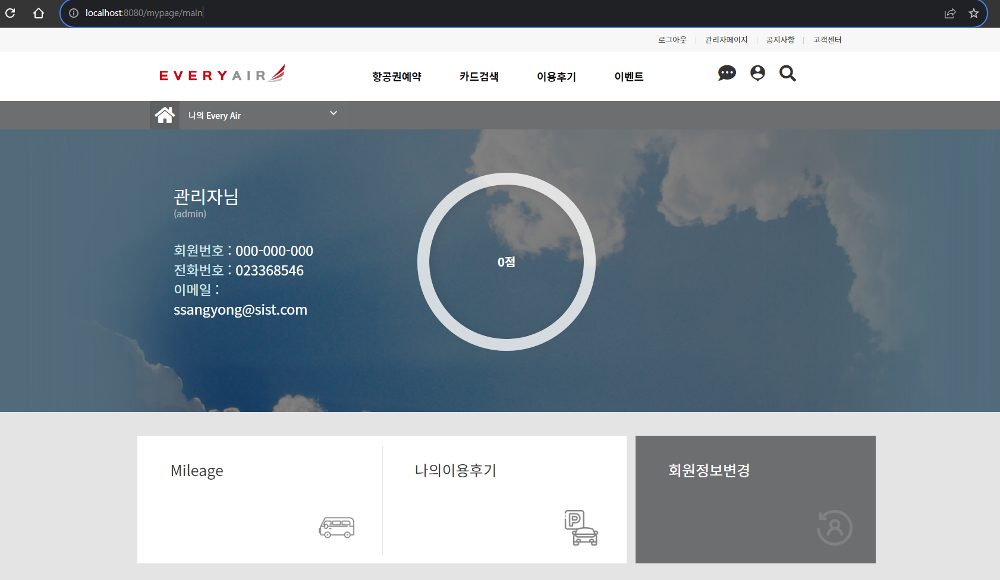 localhost:8080/mypage/main
로그아웃 관리자페이지 공지사항 고객센터
EVERYAIR 항공권예약 카드검색 이용후기 이벤트
나의 Every Air
관리자님
(admin)
회원번호 : 000-000-000
전화번호 : 023368546
이메일 :
ssangyong@sist.com
0점
Mileage 나의이용후기 회원정보변경
P